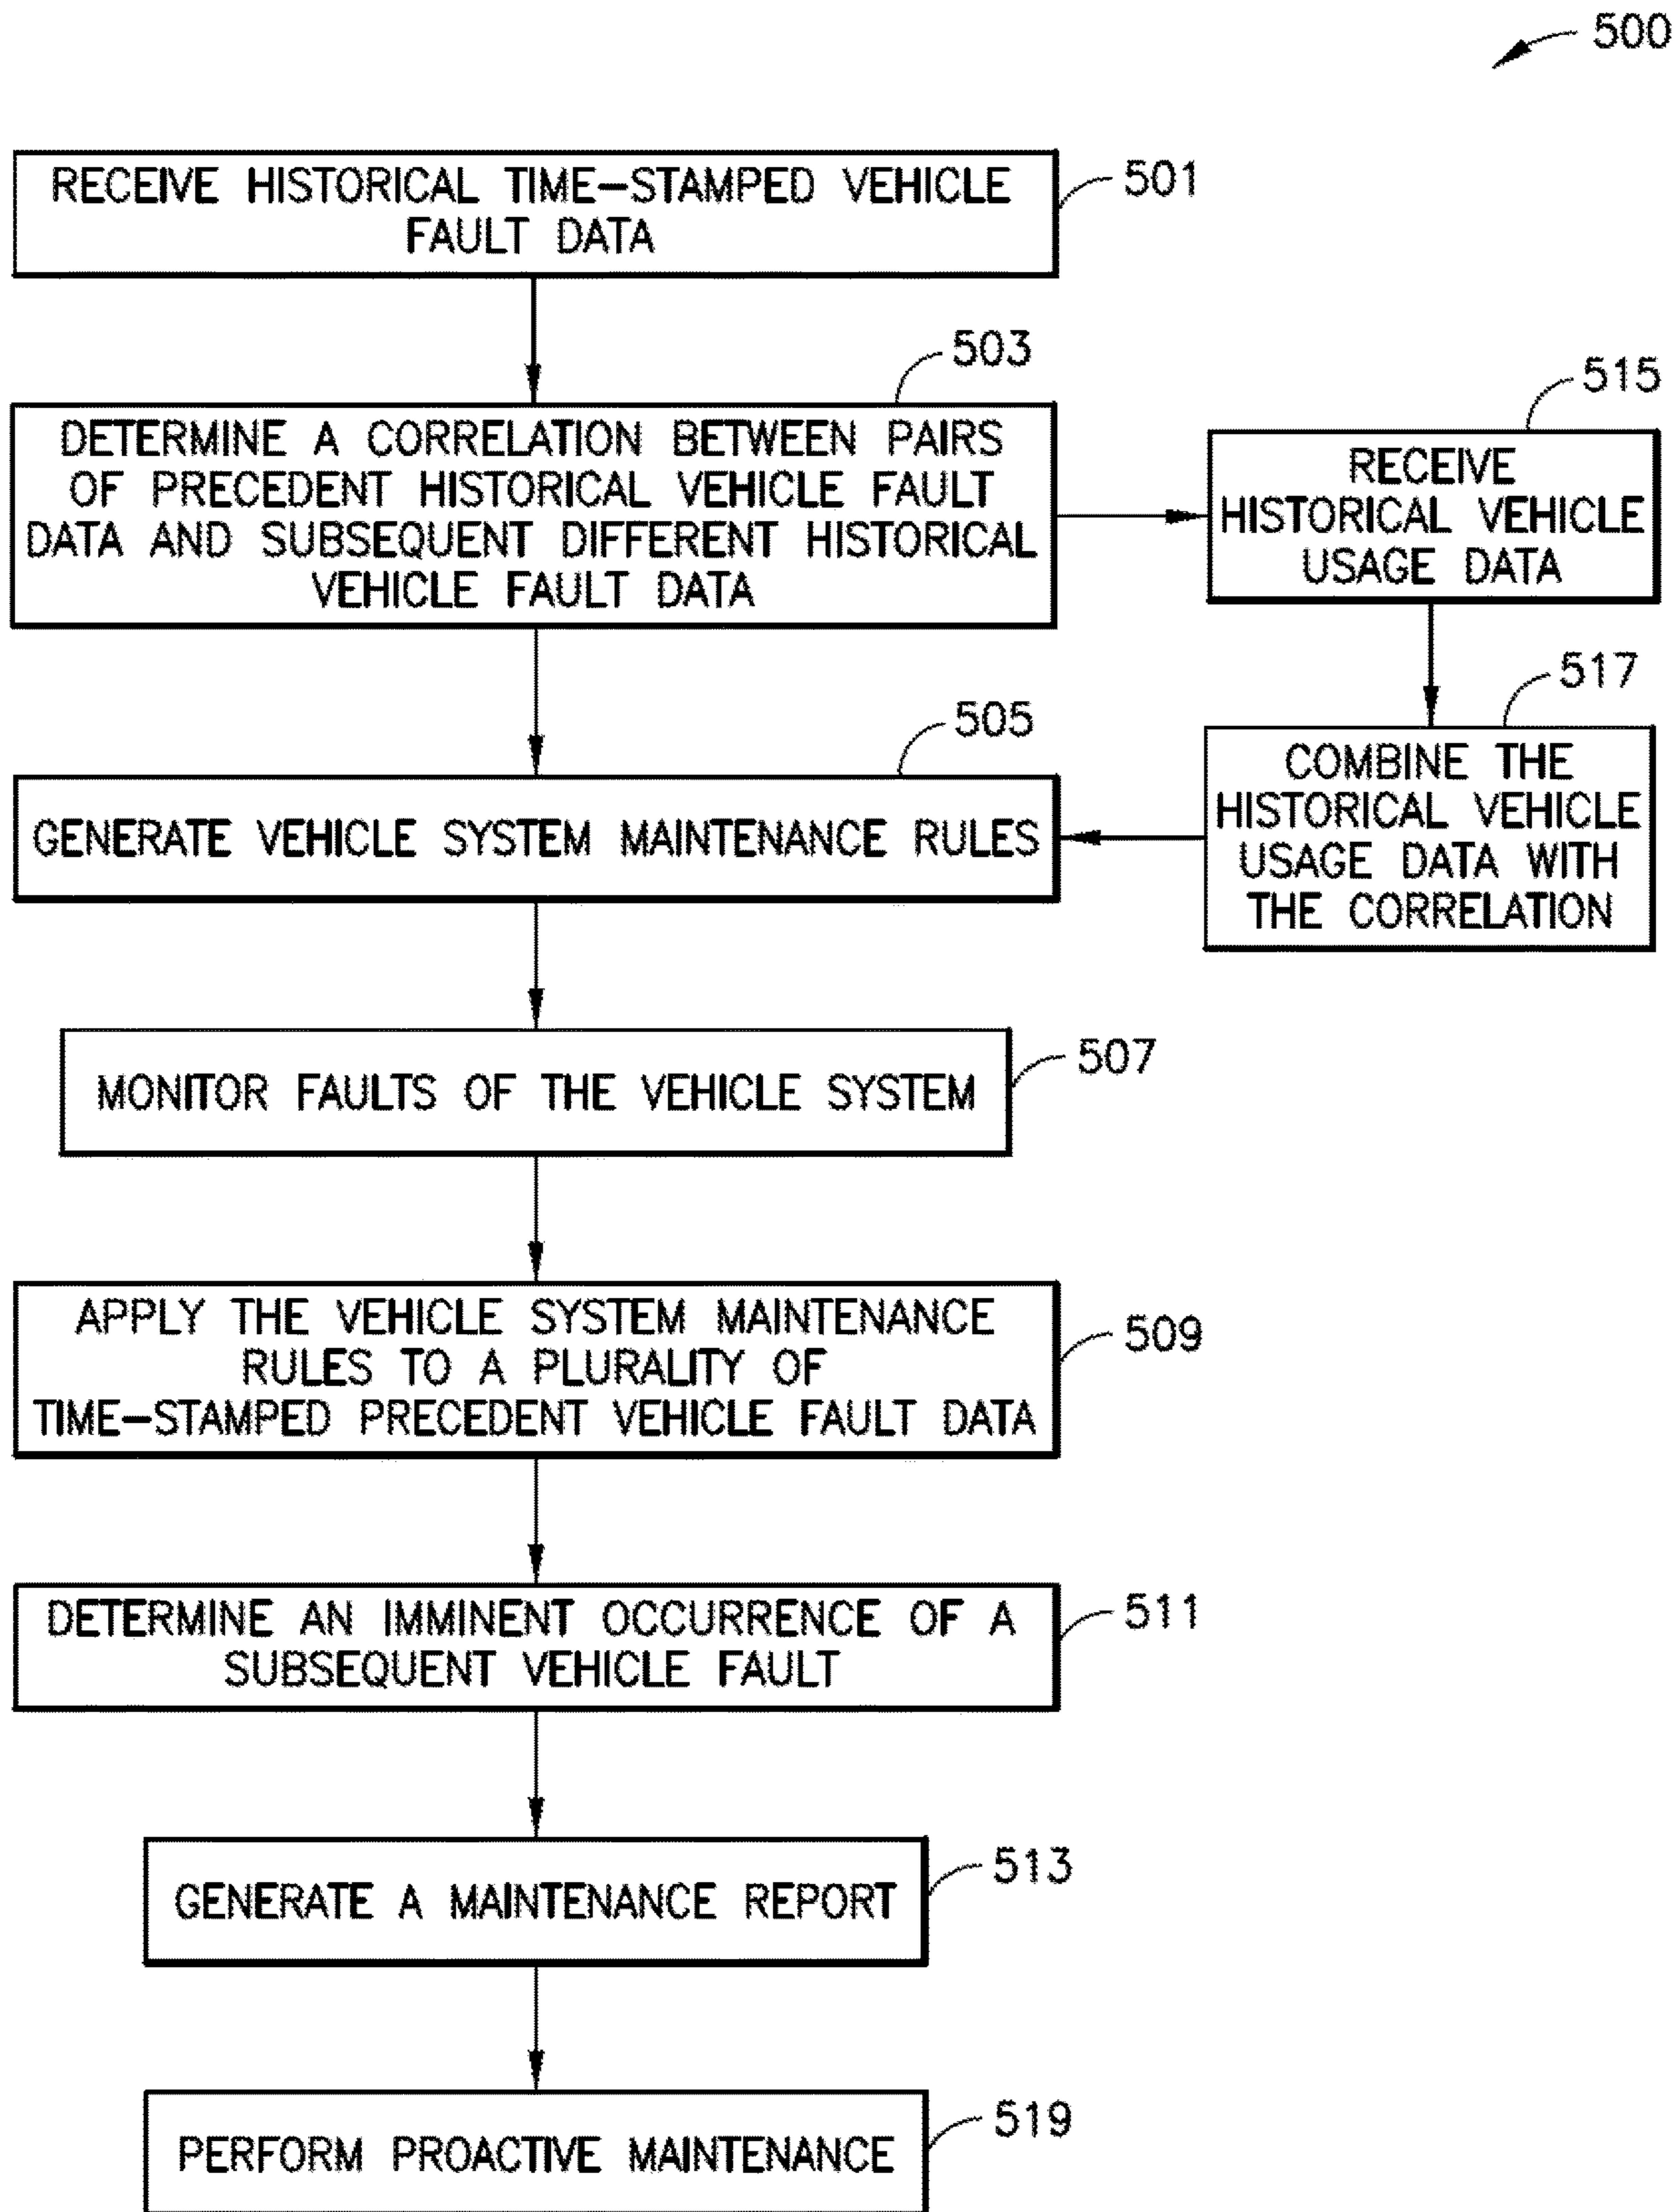 500
RECEIVE HISTORICAL TIME-STAMPED VEHICLE
FAULT DATA
501
503
DETERMINE A CORRELATION BETWEEN PAIRS
OF PRECEDENT HISTORICAL VEHICLE FAULT
DATA AND SUBSEQUENT DIFFERENT HISTORICAL
VEHICLE FAULT DATA
515
RECEIVE
HISTORICAL VEHICLE
USAGE DATA
517
COMBINE THE
HISTORICAL VEHICLE
USAGE DATA WITH
THE CORRELATION
505
GENERATE VEHICLE SYSTEM MAINTENANCE RULES
MONITOR FAULTS OF THE VEHICLE SYSTEM
507
APPLY THE VEHICLE SYSTEM MAINTENANCE
RULES TO A PLURALITY OF
TIME-STAMPED PRECEDENT VEHICLE FAULT DATA
509
DETERMINE AN IMMINENT OCCURRENCE OF A
SUBSEQUENT VEHICLE FAULT
511
GENERATE A MAINTENANCE REPORT
513
PERFORM PROACTIVE MAINTENANCE
519